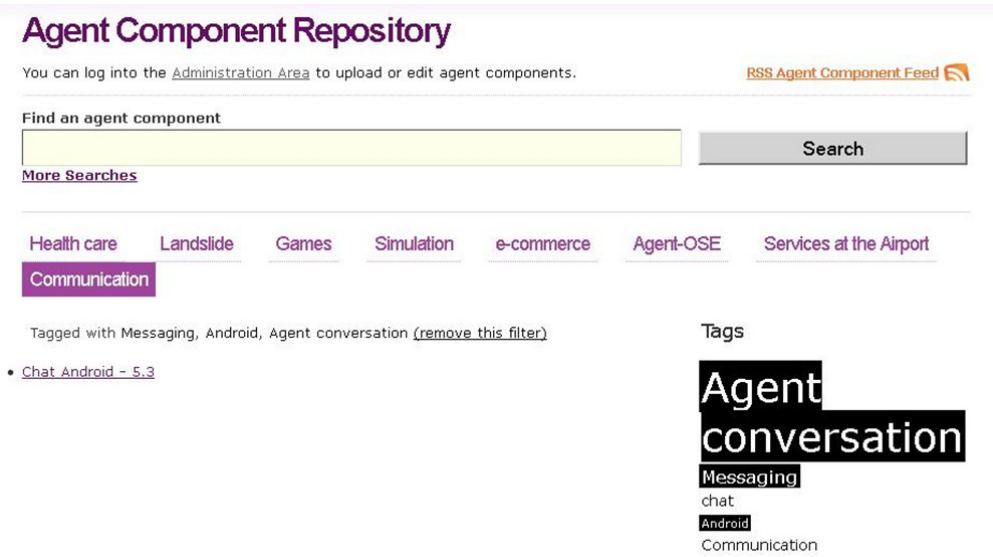 Agent Component Repository
You can log into the Administration Area to upload or edit agent components.
RSS Agent Component Feed
Find an agent component
Search
More Searches
Health care Landslide Games Simulation e-commerce Agent-OSE Services at the Airport
Communication
Tagged with Messaging, Android, Agent conversation (remove this filter)
• Chat Android – 5.3
Tags
Agent
conversation
Messaging
chat
Android
Communication